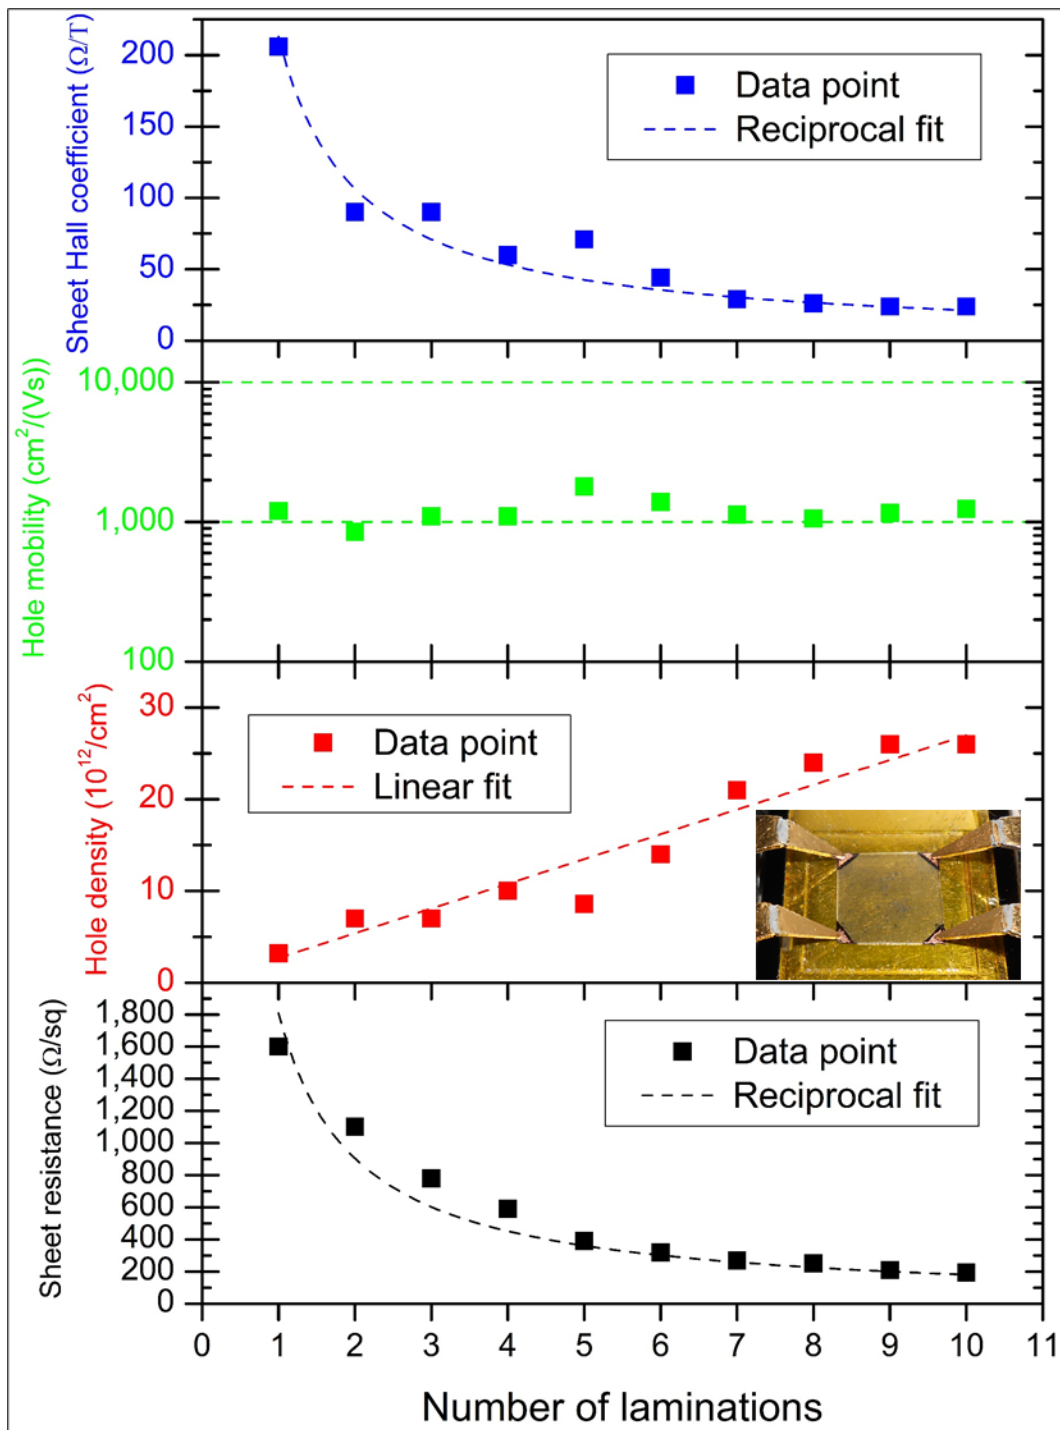 Sheet Hall coefficient (Ω/T)
200
150
100
50
0
Data point
Reciprocal fit
Hole mobility (cm²/(Vs))
10,000
1,000
100
Hole density (10¹²/cm²)
30
20
10
0
Data point
Linear fit
Sheet resistance (Ω/sq)
1,800
1,600
1,400
1,200
1,000
800
600
400
200
0
Data point
Reciprocal fit
0 1 2 3 4 5 6 7 8 9 10 11
Number of laminations